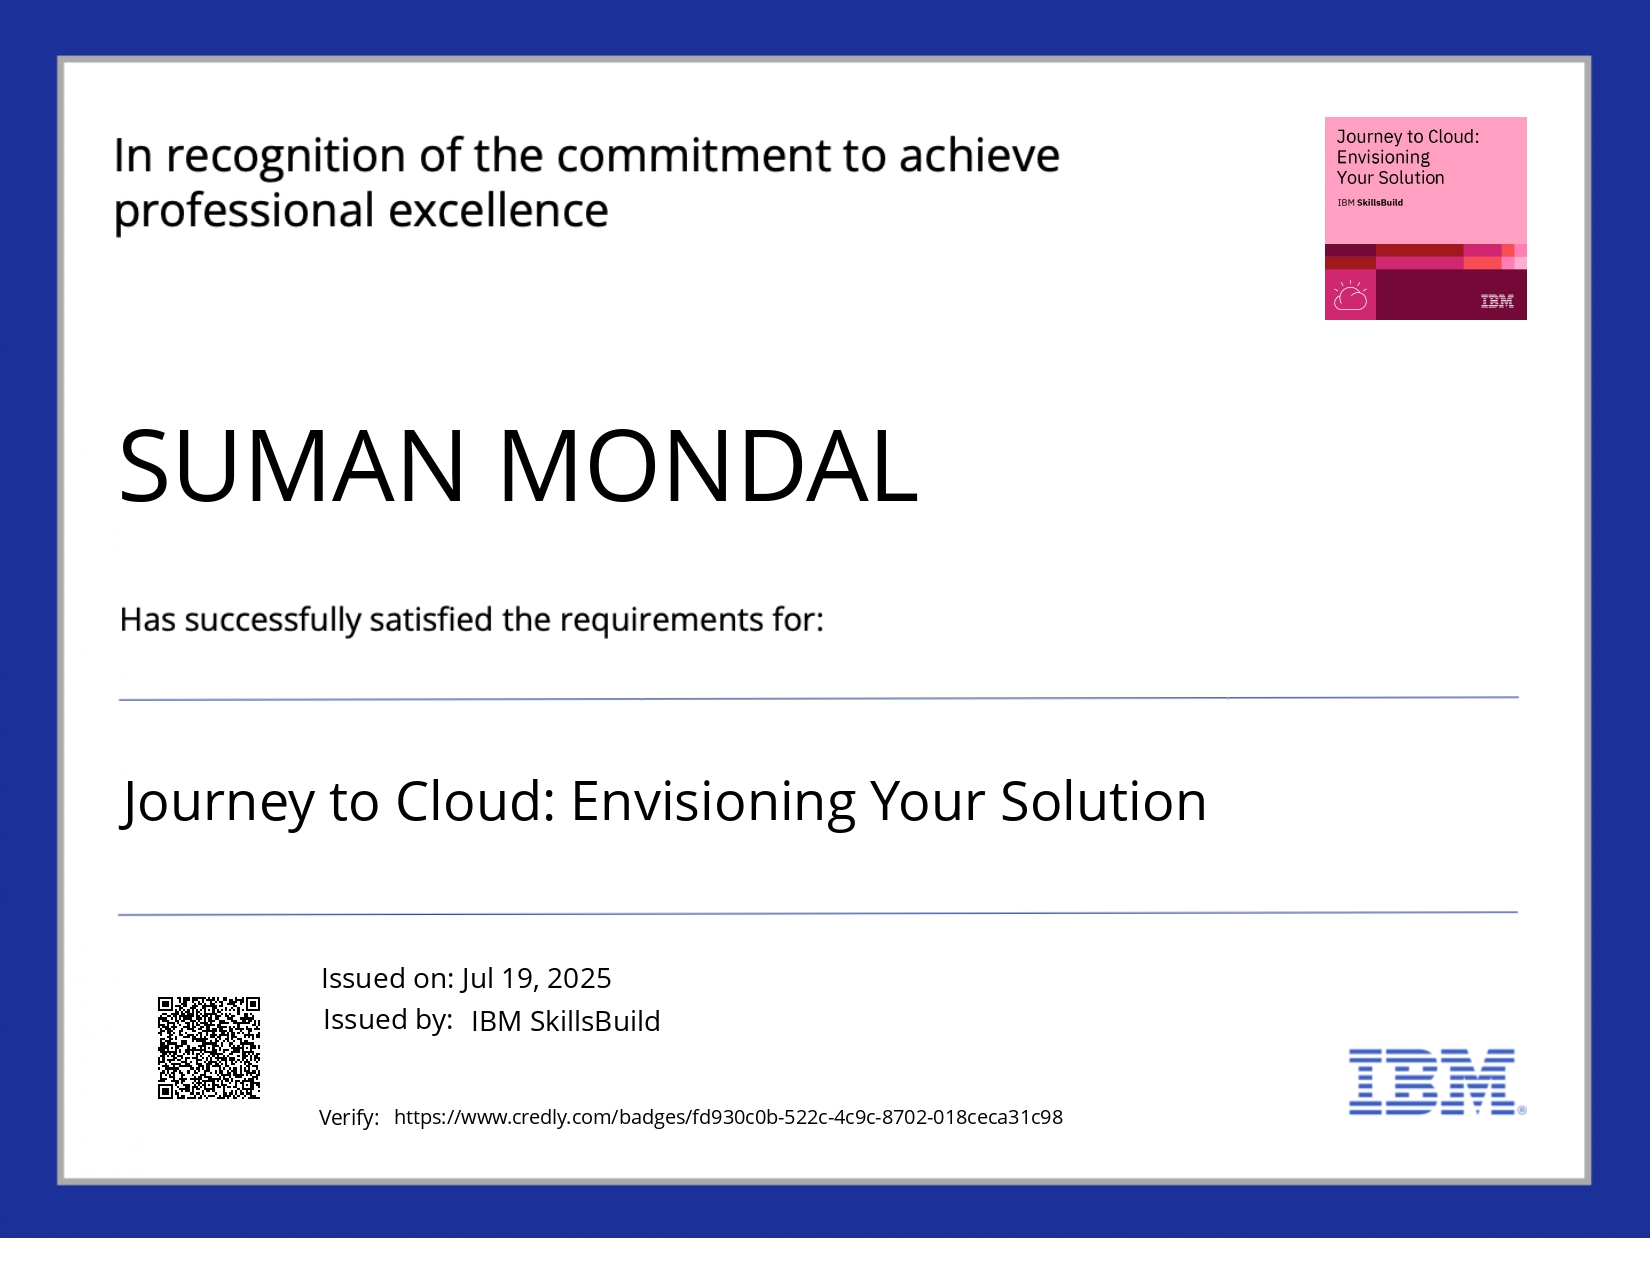 In recognition of the commitment to achieve
professional excellence
Journey to Cloud:
Envisioning
Your Solution
IBM SkillsBuild
IBM
SUMAN MONDAL
Has successfully satisfied the requirements for:
Journey to Cloud: Envisioning Your Solution
Issued on: Jul 19, 2025
Issued by: IBM SkillsBuild
Verify: https://www.credly.com/badges/fd930c0b-522c-4c9c-8702-018ceca31c98
IBM®